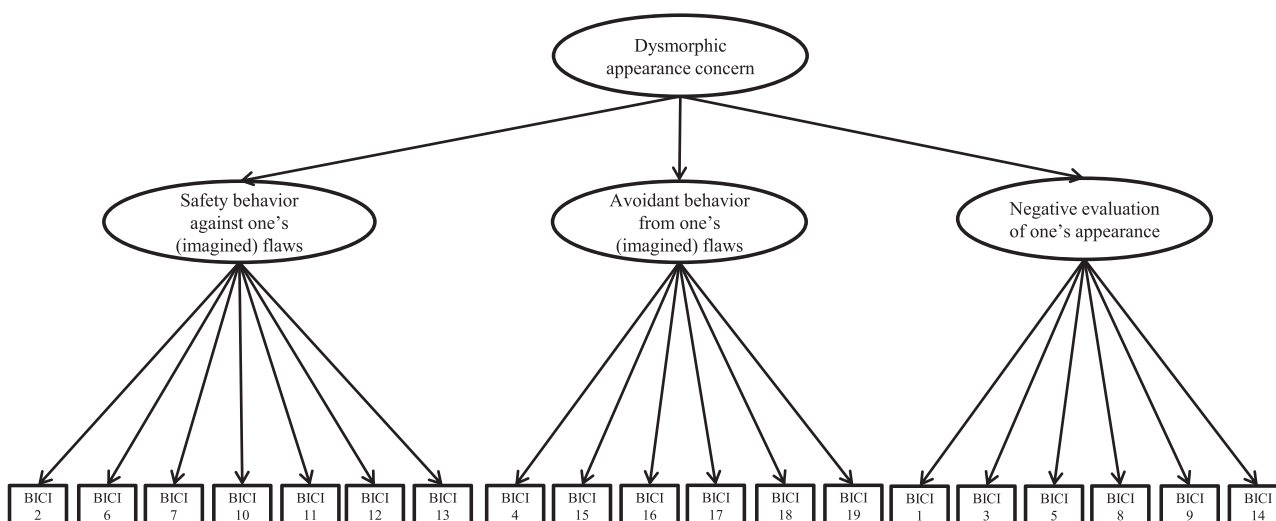 Dysmorphic
appearance concern
Safety behavior
against one’s
(imagined) flaws
Avoidant behavior
from one’s
(imagined) flaws
Negative evaluation
of one’s appearance
BICI
2
BICI
6
BICI
7
BICI
10
BICI
11
BICI
12
BICI
13
BICI
4
BICI
15
BICI
16
BICI
17
BICI
18
BICI
19
BICI
1
BICI
3
BICI
5
BICI
8
BICI
9
BICI
14